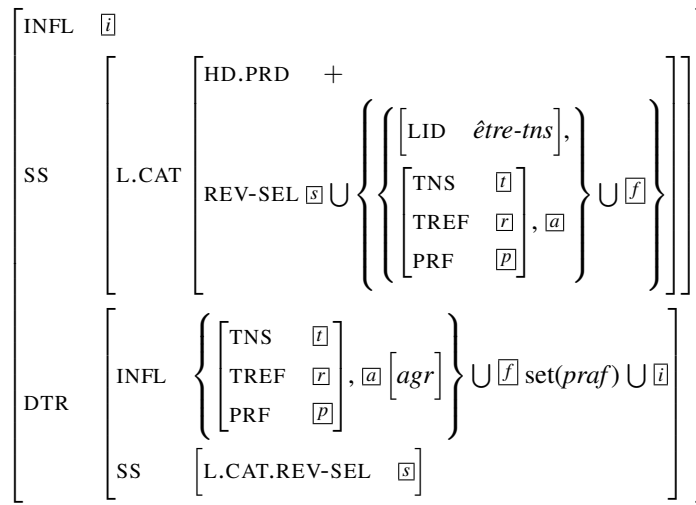 INFL i
HD.PRD +
[LID être-tns],
SS L.CAT REV-SEL s ⋃ { { [TNS t
TREF r
PRF p], a } ⋃ f }
TNS t
INFL { [TREF r], a [agr] } ⋃ f set(praf) ⋃ i
PRF p
DTR
SS [L.CAT.REV-SEL s]